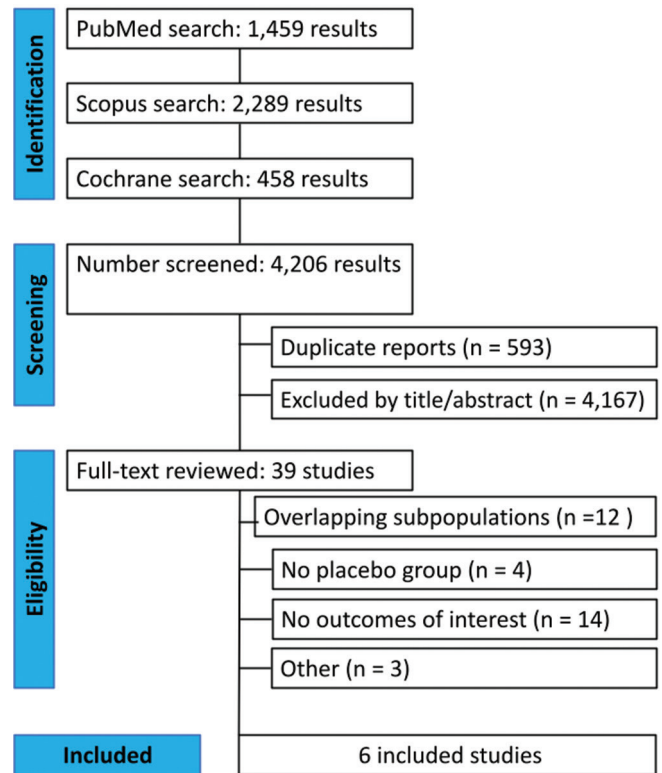 Identification
PubMed search: 1,459 results
Scopus search: 2,289 results
Cochrane search: 458 results
Screening
Number screened: 4,206 results
Duplicate reports (n = 593)
Excluded by title/abstract (n = 4,167)
Eligibility
Full-text reviewed: 39 studies
Overlapping subpopulations (n =12 )
No placebo group (n = 4)
No outcomes of interest (n = 14)
Other (n = 3)
Included
6 included studies